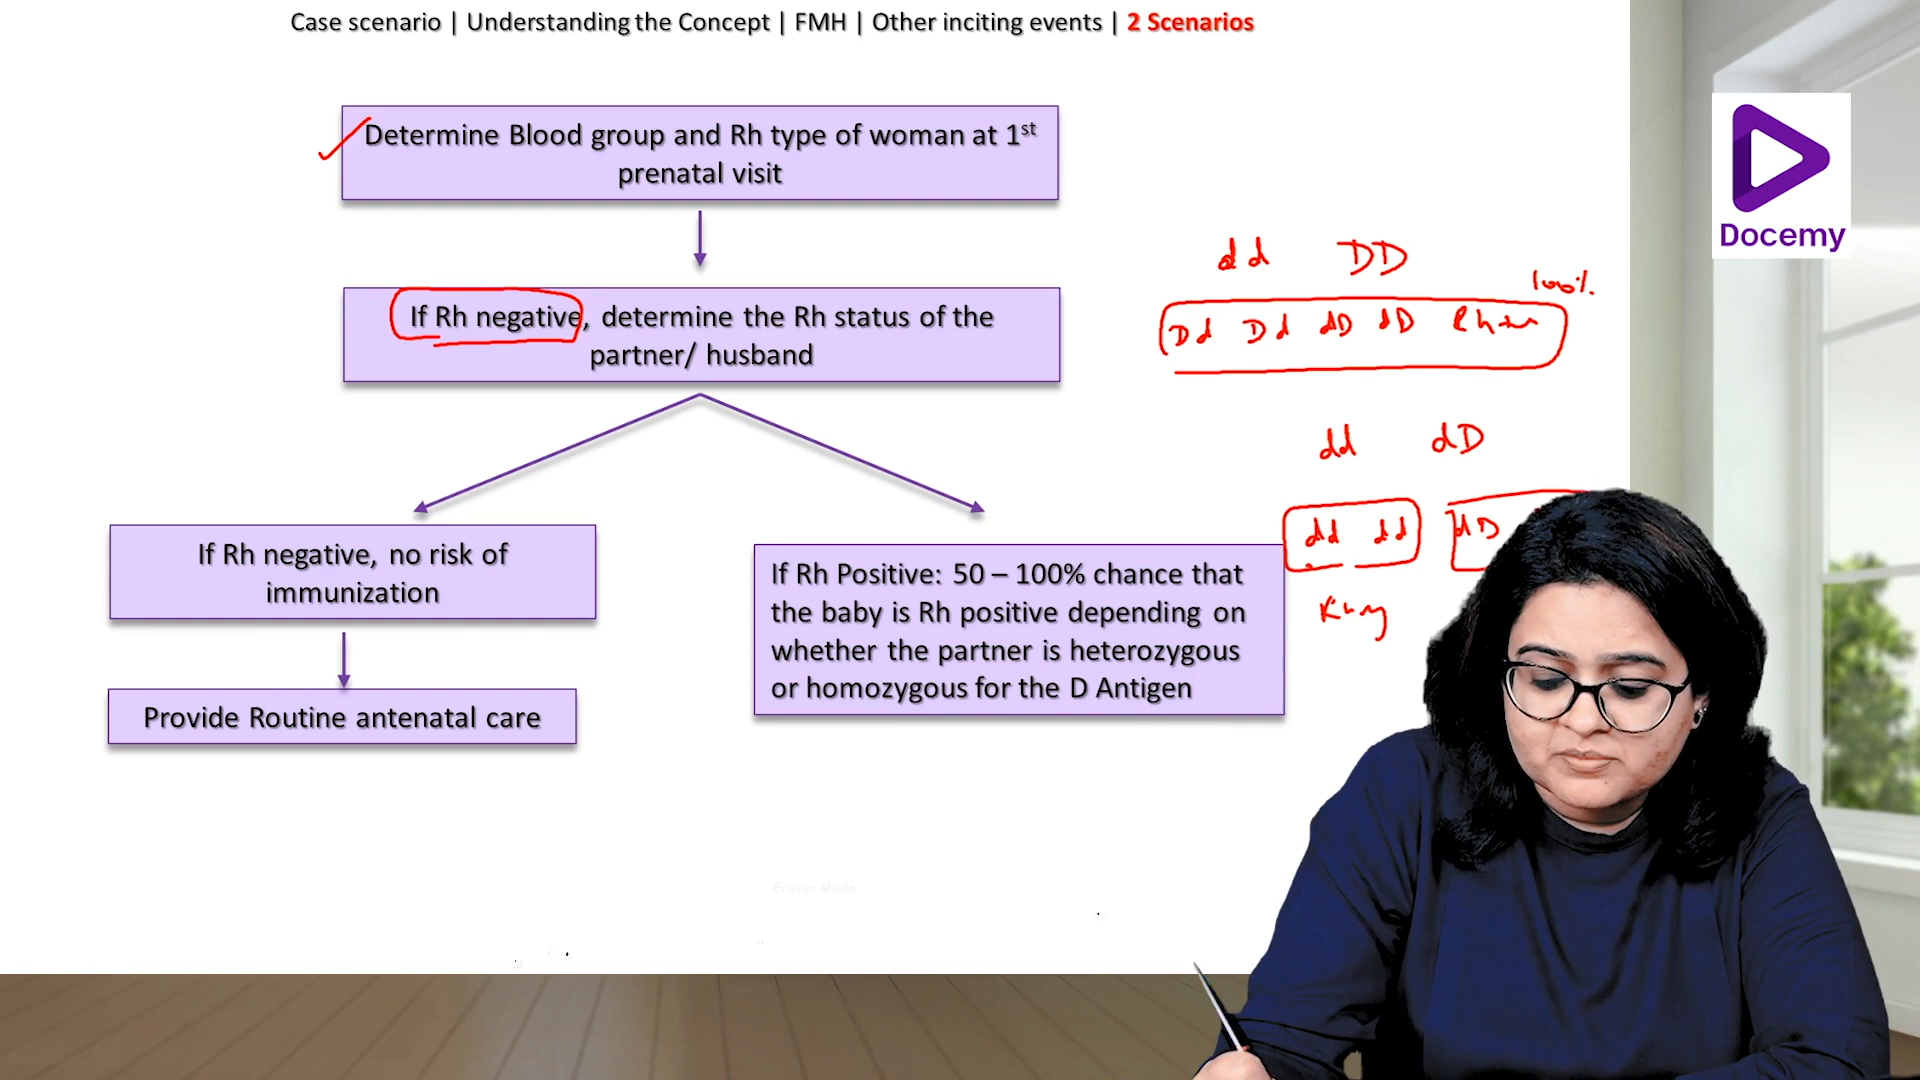 Case scenario | Understanding the Concept | FMH | Other inciting events | 2 Scenarios
Determine Blood group and Rh type of woman at 1st
prenatal visit
If Rh negative, determine the Rh status of the
partner/ husband
If Rh negative, no risk of
immunization
Provide Routine antenatal care
If Rh Positive: 50 – 100% chance that
the baby is Rh positive depending on
whether the partner is heterozygous
or homozygous for the D Antigen
dd DD
100%
Dd Dd dD dD
dd dD
dd dd dD
Docemy
Eraser Mode